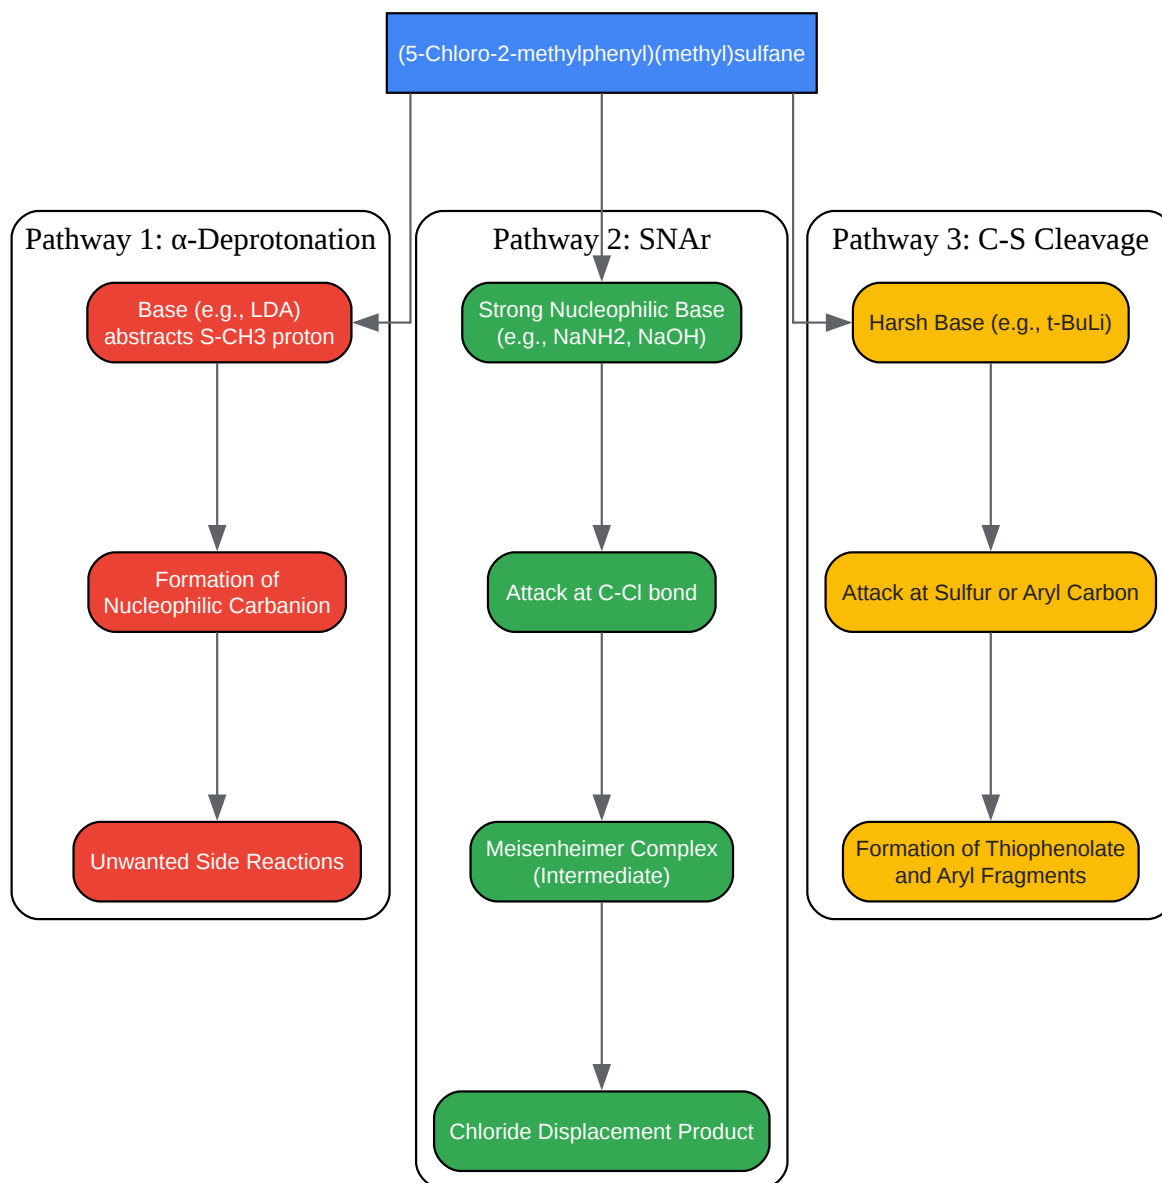 (5-Chloro-2-methylphenyl)(methyl)sulfane
Pathway 1: α-Deprotonation
Base (e.g., LDA)
abstracts S-CH3 proton
Formation of
Nucleophilic Carbanion
Unwanted Side Reactions
Pathway 2: SNAr
Strong Nucleophilic Base
(e.g., NaNH2, NaOH)
Attack at C-Cl bond
Meisenheimer Complex
(Intermediate)
Chloride Displacement Product
Pathway 3: C-S Cleavage
Harsh Base (e.g., t-BuLi)
Attack at Sulfur or Aryl Carbon
Formation of Thiophenolate
and Aryl Fragments